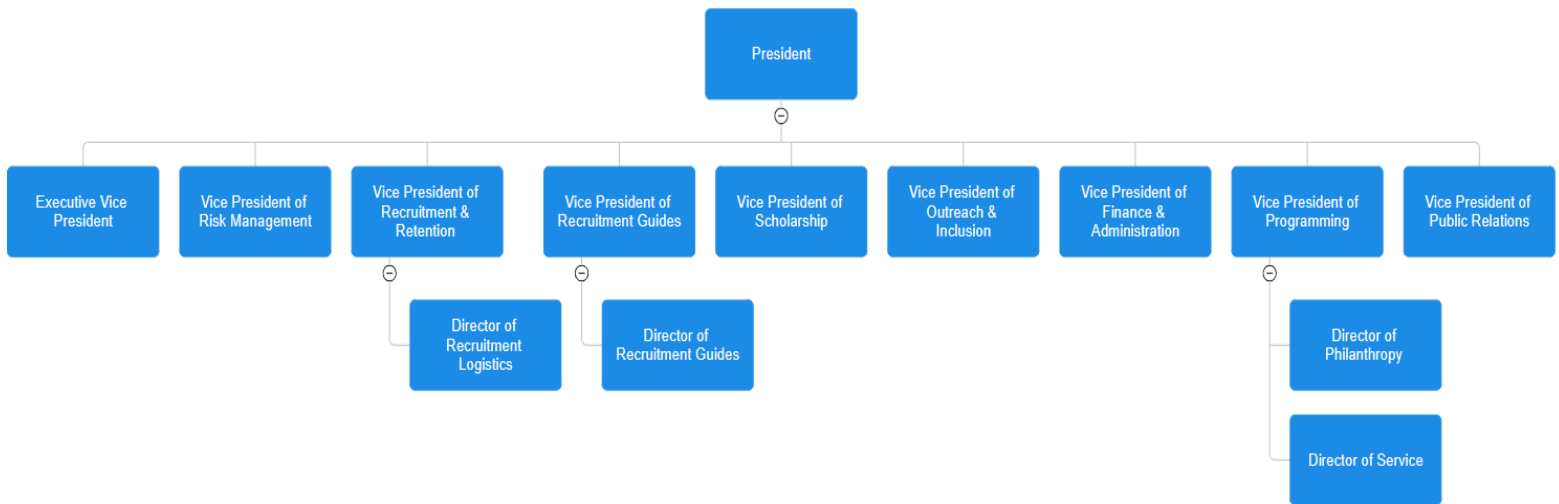 President
Executive Vice
President
Vice President of
Risk Management
Vice President of
Recruitment &
Retention
Vice President of
Recruitment Guides
Vice President of
Scholarship
Vice President of
Outreach &
Inclusion
Vice President of
Finance &
Administration
Vice President of
Programming
Vice President of
Public Relations
Director of
Recruitment
Logistics
Director of
Recruitment Guides
Director of
Philanthropy
Director of Service